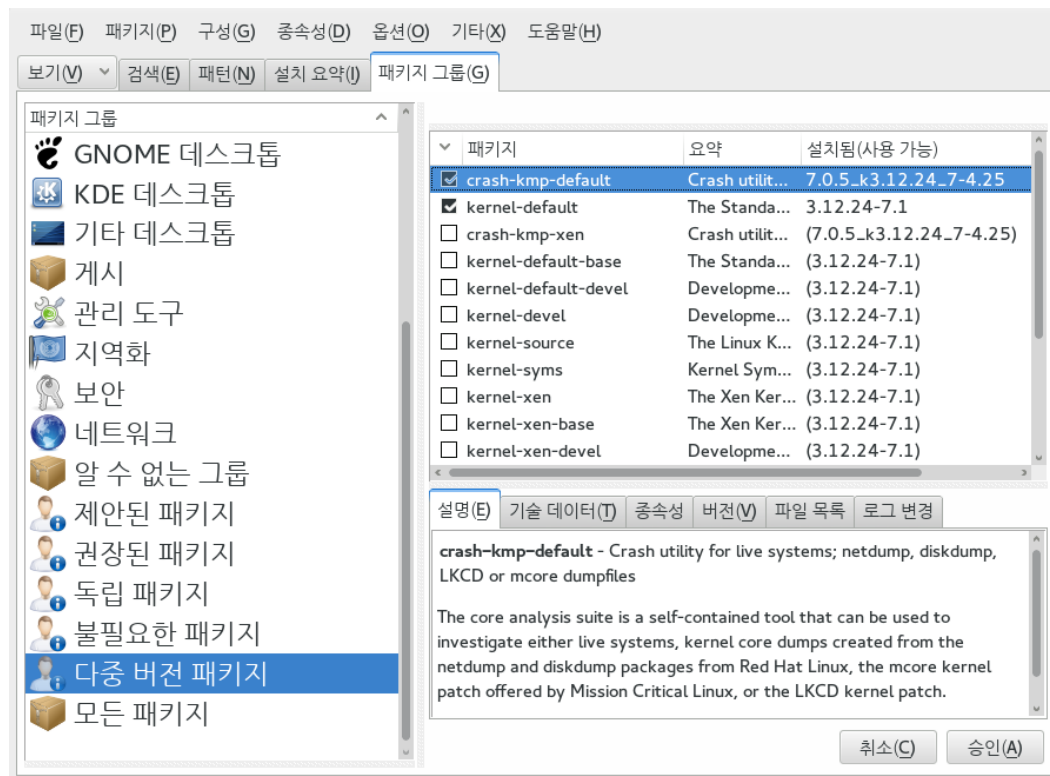 파일(F) 패키지(P) 구성(G) 종속성(D) 옵션(O) 기타(X) 도움말(H)
보기(V) 검색(E) 패턴(N) 설치 요약(I) 패키지 그룹(G)
패키지 그룹
GNOME 데스크톱
KDE 데스크톱
기타 데스크톱
게시
관리 도구
지역화
보안
네트워크
알 수 없는 그룹
제안된 패키지
권장된 패키지
독립 패키지
불필요한 패키지
다중 버전 패키지
모든 패키지
패키지 요약 설치됨(사용 가능)
crash-kmp-default Crash utilit... 7.0.5_k3.12.24_7-4.25
kernel-default The Standa... 3.12.24-7.1
crash-kmp-xen Crash utilit... (7.0.5_k3.12.24_7-4.25)
kernel-default-base The Standa... (3.12.24-7.1)
kernel-default-devel Developme... (3.12.24-7.1)
kernel-devel Developme... (3.12.24-7.1)
kernel-source The Linux K... (3.12.24-7.1)
kernel-syms Kernel Sym... (3.12.24-7.1)
kernel-xen The Xen Ker... (3.12.24-7.1)
kernel-xen-base The Xen Ker... (3.12.24-7.1)
kernel-xen-devel Developme... (3.12.24-7.1)
설명(E) 기술 데이터(T) 종속성 버전(V) 파일 목록 로그 변경
crash-kmp-default - Crash utility for live systems; netdump, diskdump,
LKCD or mcore dumpfiles
The core analysis suite is a self-contained tool that can be used to
investigate either live systems, kernel core dumps created from the
netdump and diskdump packages from Red Hat Linux, the mcore kernel
patch offered by Mission Critical Linux, or the LKCD kernel patch.
취소(C) 승인(A)